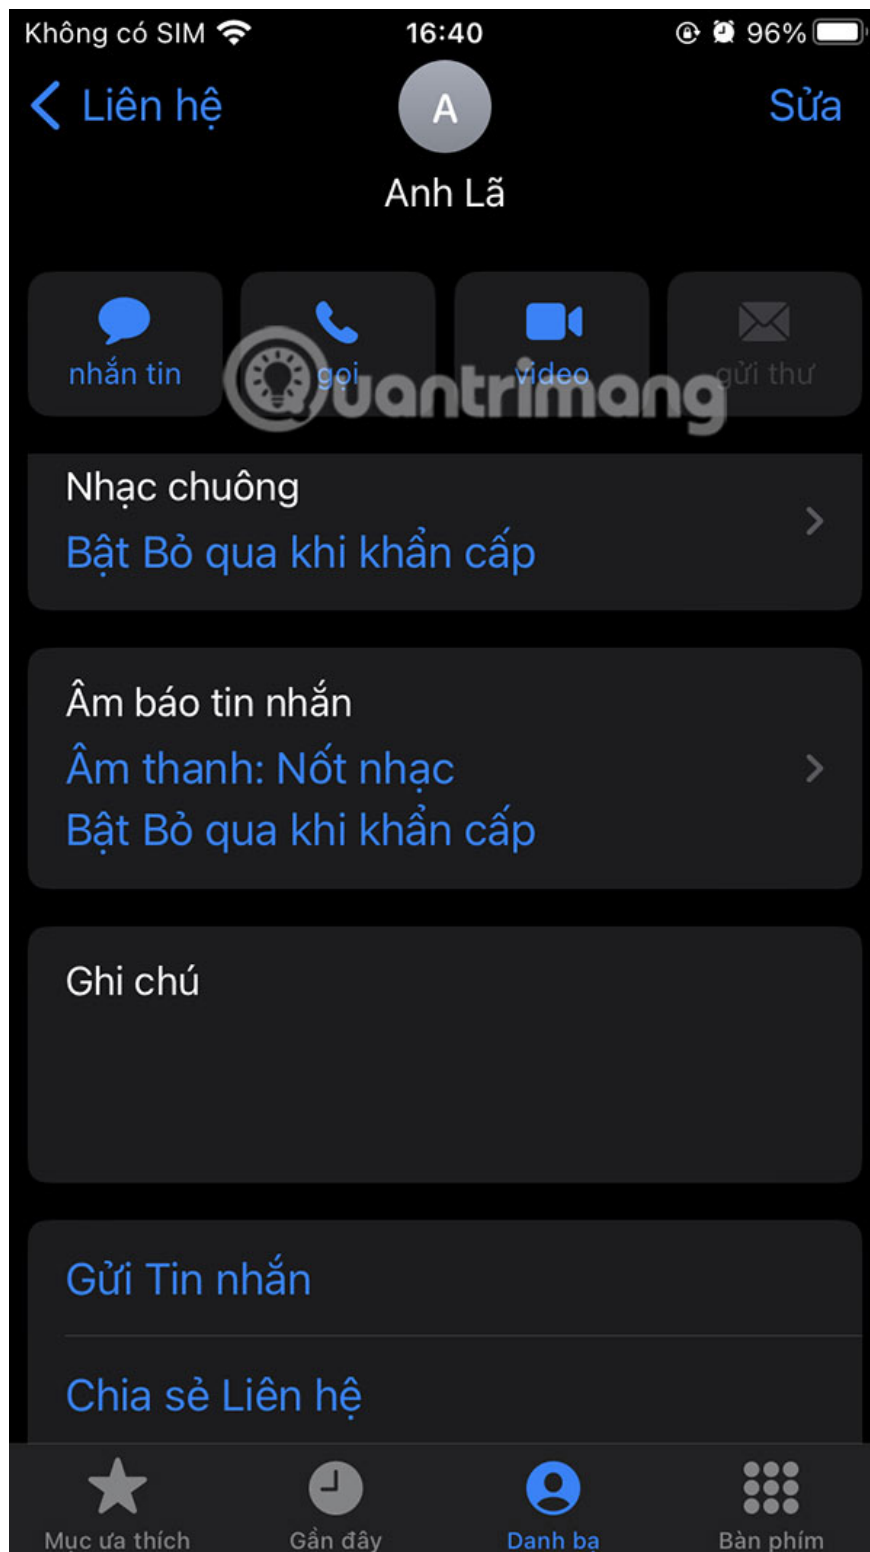 Không có SIM 16:40 96%
Liên hệ A Sửa
Anh Lã
nhắn tin gọi video gửi thư
Quantrimang
Nhạc chuông
Bật Bỏ qua khi khẩn cấp
Âm báo tin nhắn
Âm thanh: Nốt nhạc
Bật Bỏ qua khi khẩn cấp
Ghi chú
Gửi Tin nhắn
Chia sẻ Liên hệ
Mục ưa thích Gần đây Danh bạ Bàn phím